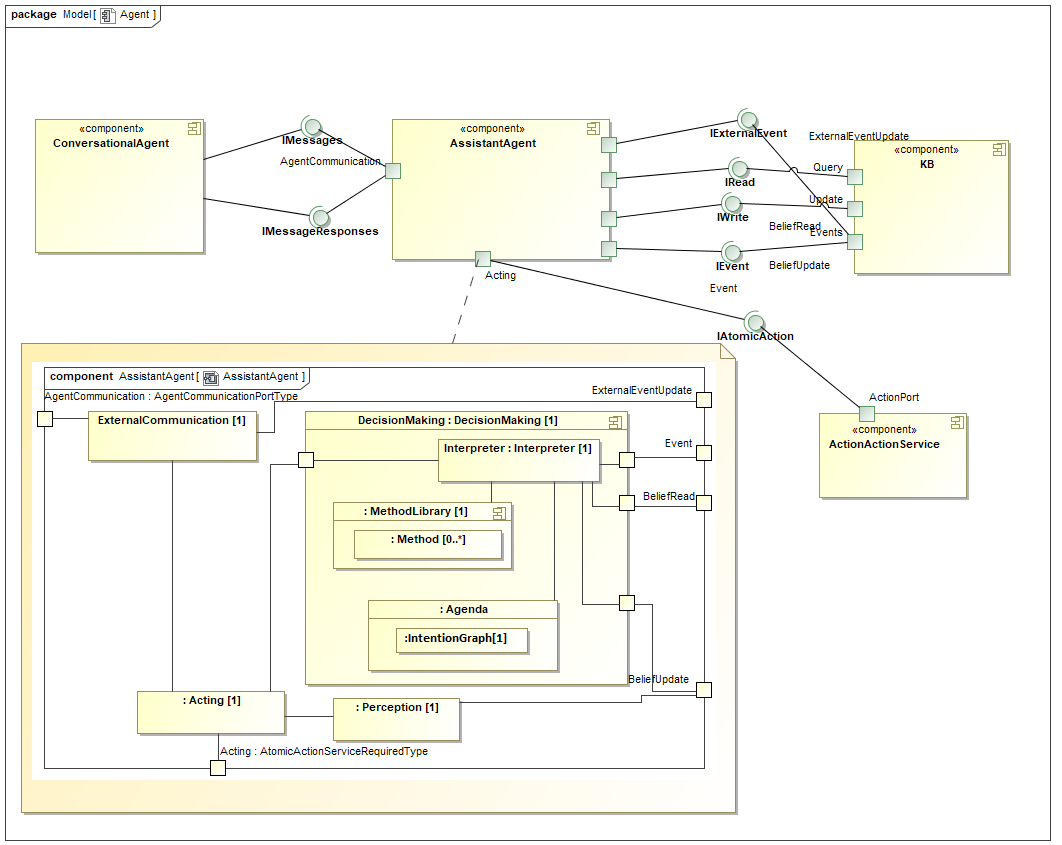 package Model[ Agent ]
«component»
ConversationalAgent
IMessages
AgentCommunication
IMessageResponses
«component»
AssistantAgent
IExternalEvent
ExternalEventUpdate
IRead
Query
IWrite
Update
BeliefRead
Events
IEvent
BeliefUpdate
Event
«component»
KB
Acting
IAtomicAction
ActionPort
«component»
ActionActionService
component AssistantAgent[ AssistantAgent ]
AgentCommunication : AgentCommunicationPortType
ExternalEventUpdate
ExternalCommunication [1]
DecisionMaking : DecisionMaking [1]
Event
Interpreter : Interpreter [1]
BeliefRead
: MethodLibrary [1]
: Method [0..*]
: Agenda
:IntentionGraph[1]
BeliefUpdate
: Acting [1]
: Perception [1]
Acting : AtomicActionServiceRequiredType